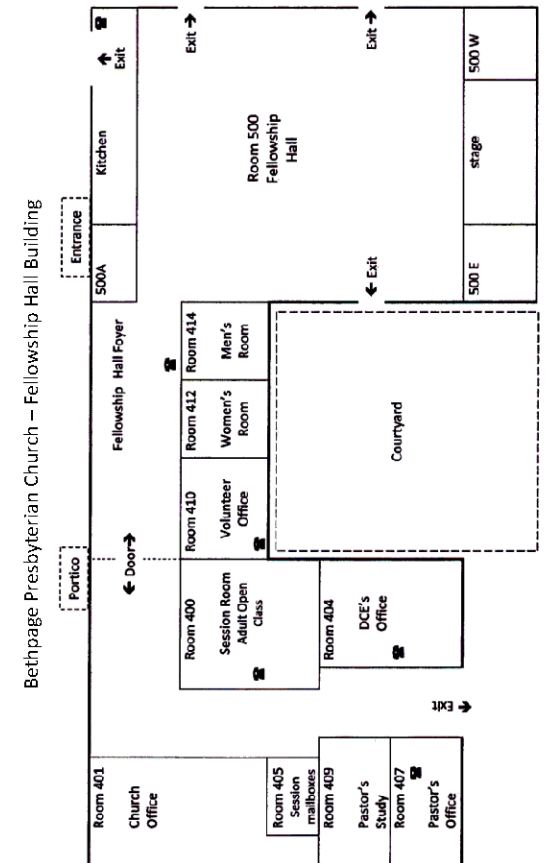 Bethpage Presbyterian Church – Fellowship Hall Building
Portico
Entrance
Room 401
Church
Office
← Door→
Fellowship Hall Foyer
500A
Kitchen
↑
Exit
Room 400
Session Room
Adult Open
Class
Room 410
Volunteer
Office
Room 412
Women's
Room
Room 414
Men's
Room
Exit →
Room 500
Fellowship
Hall
Exit →
← Exit
Room 405
Session
mailboxes
Room 409
Pastor's
Study
Room 407
Pastor's
Office
Room 404
DCE's
Office
Exit
Courtyard
500 E
stage
500 W